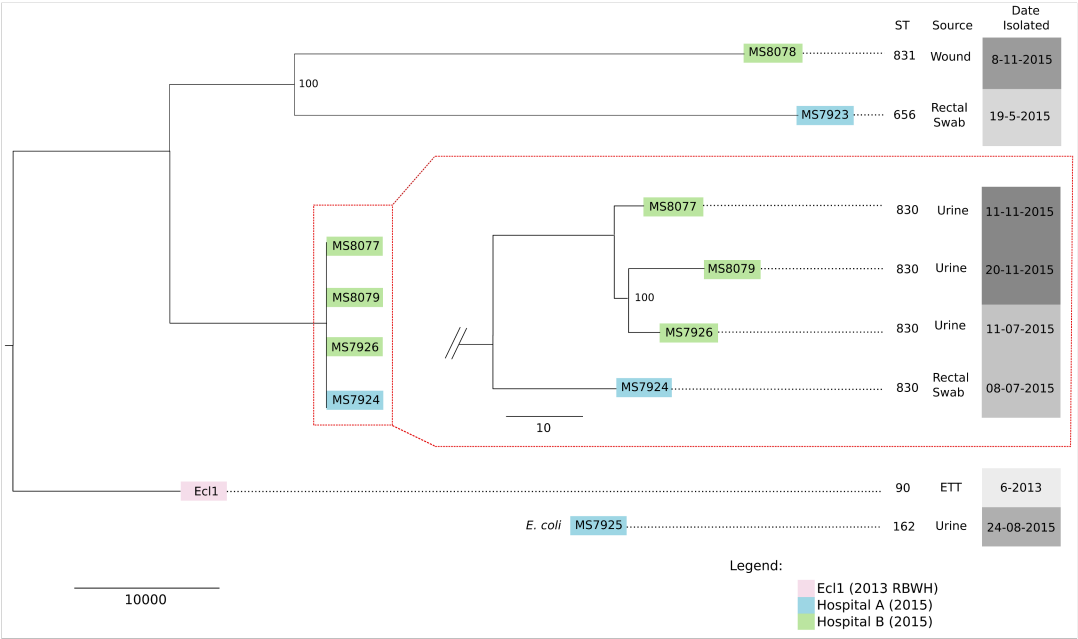 Date
ST Source Isolated
MS8078 831 Wound 8-11-2015
100
MS7923 656 Rectal Swab 19-5-2015
MS8077 830 Urine 11-11-2015
MS8077
MS8079 830 Urine 20-11-2015
MS8079
100
MS7926 830 Urine 11-07-2015
MS7926
MS7924 830 Rectal Swab 08-07-2015
MS7924
10
Ecl1 90 ETT 6-2013
E. coli MS7925 162 Urine 24-08-2015
Legend:
10000
Ecl1 (2013 RBWH)
Hospital A (2015)
Hospital B (2015)